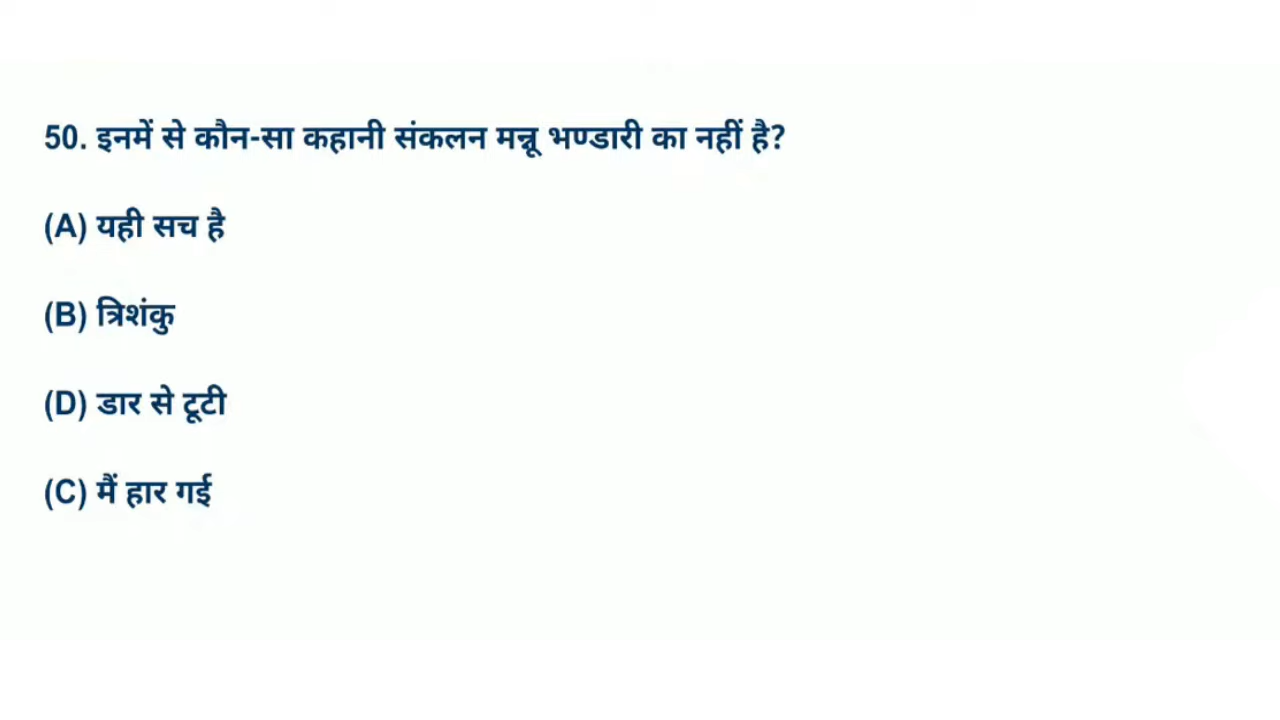 50. इनमें से कौन-सा कहानी संकलन मन्नू भण्डारी का नहीं है?
(A) यही सच है
(B) त्रिशंकु
(D) डार से टूटी
(C) मैं हार गई